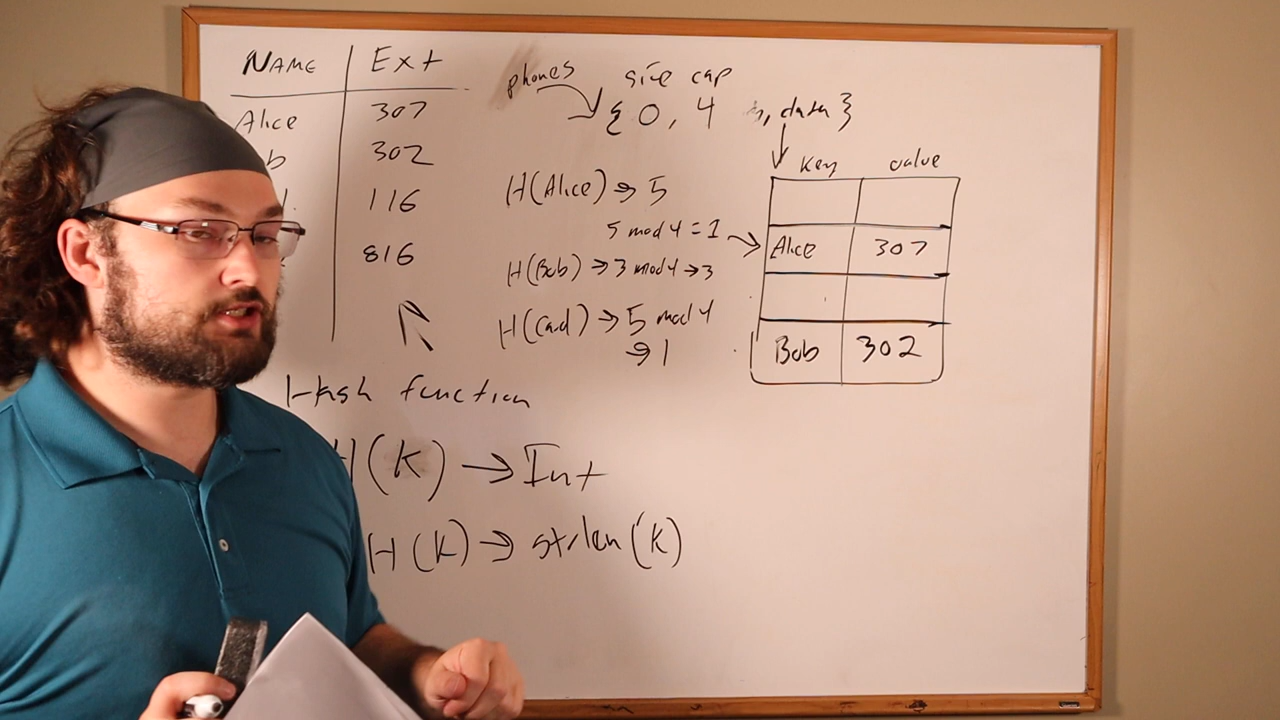 NAME Ext
Alice 307
302
116
816
phones size cap
{ 0, 4 , data }
H(Alice) → 5
5 mod 4 = 1
H(Bob) → 3 mod 4 → 3
H(Carl) → 5 mod 4
→ 1
key value
Alice 307
Bob 302
Hash function
H(K) → Int
H(K) → strlen(K)